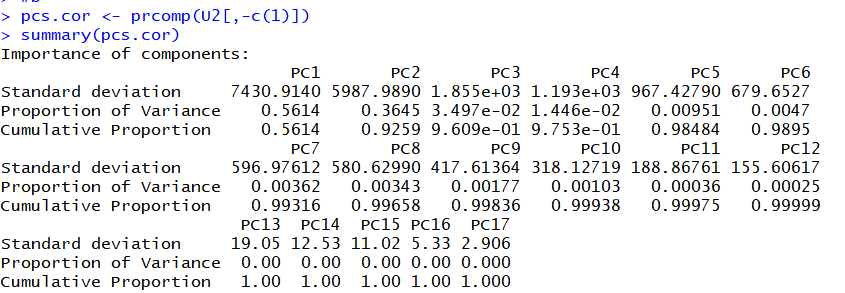 > pcs.cor <- prcomp(U2[,-c(1)])
> summary(pcs.cor)
Importance of components:
PC1 PC2 PC3 PC4 PC5 PC6
Standard deviation 7430.9140 5987.9890 1.855e+03 1.193e+03 967.42790 679.6527
Proportion of Variance 0.5614 0.3645 3.497e-02 1.446e-02 0.00951 0.0047
Cumulative Proportion 0.5614 0.9259 9.609e-01 9.753e-01 0.98484 0.9895
PC7 PC8 PC9 PC10 PC11 PC12
Standard deviation 596.97612 580.62990 417.61364 318.12719 188.86761 155.60617
Proportion of Variance 0.00362 0.00343 0.00177 0.00103 0.00036 0.00025
Cumulative Proportion 0.99316 0.99658 0.99836 0.99938 0.99975 0.99999
PC13 PC14 PC15 PC16 PC17
Standard deviation 19.05 12.53 11.02 5.33 2.906
Proportion of Variance 0.00 0.00 0.00 0.00 0.000
Cumulative Proportion 1.00 1.00 1.00 1.00 1.000